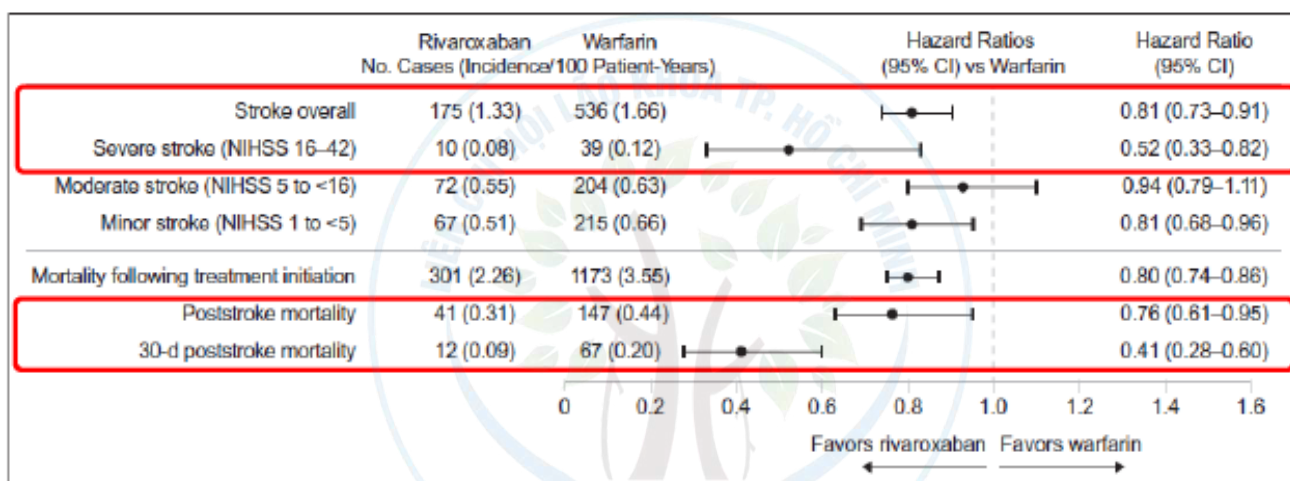 Rivaroxaban Warfarin Hazard Ratios Hazard Ratio
No. Cases (Incidence/100 Patient-Years) (95% CI) vs Warfarin (95% CI)
Stroke overall 175 (1.33) 536 (1.66) 0.81 (0.73–0.91)
Severe stroke (NIHSS 16–42) 10 (0.08) 39 (0.12) 0.52 (0.33–0.82)
Moderate stroke (NIHSS 5 to <16) 72 (0.55) 204 (0.63) 0.94 (0.79–1.11)
Minor stroke (NIHSS 1 to <5) 67 (0.51) 215 (0.66) 0.81 (0.68–0.96)
Mortality following treatment initiation 301 (2.26) 1173 (3.55) 0.80 (0.74–0.86)
Poststroke mortality 41 (0.31) 147 (0.44) 0.76 (0.61–0.95)
30-d poststroke mortality 12 (0.09) 67 (0.20) 0.41 (0.28–0.60)
0 0.2 0.4 0.6 0.8 1.0 1.2 1.4 1.6
Favors rivaroxaban Favors warfarin
KHOA TP. HỒ CHÍ MINH